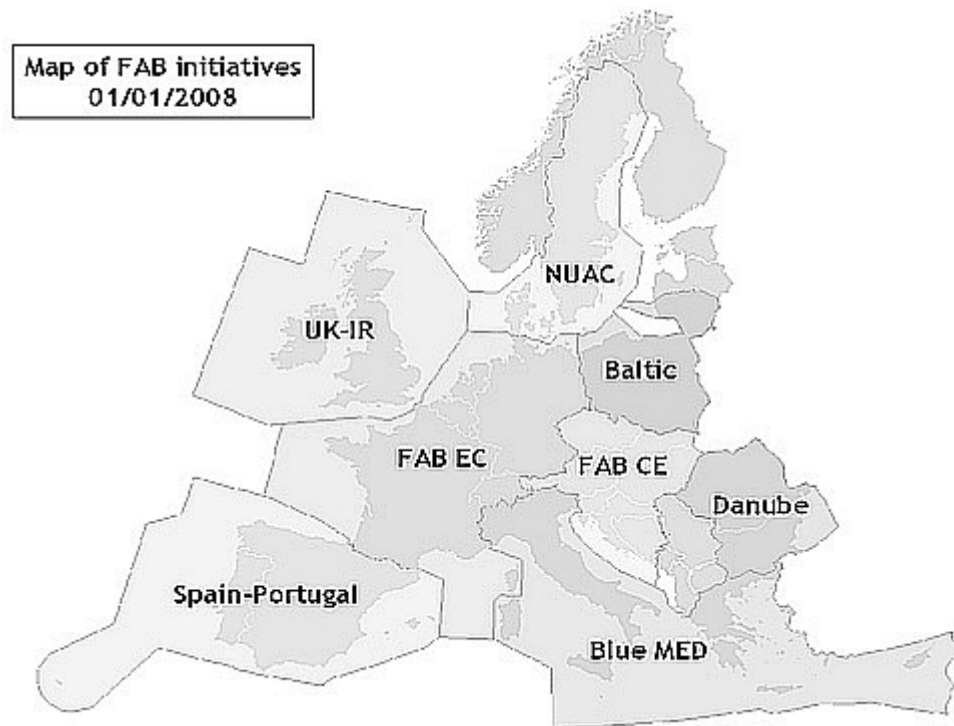 Map of FAB initiatives
01/01/2008
NUAC
UK-IR
Baltic
FAB EC
FAB CE
Danube
Spain-Portugal
Blue MED